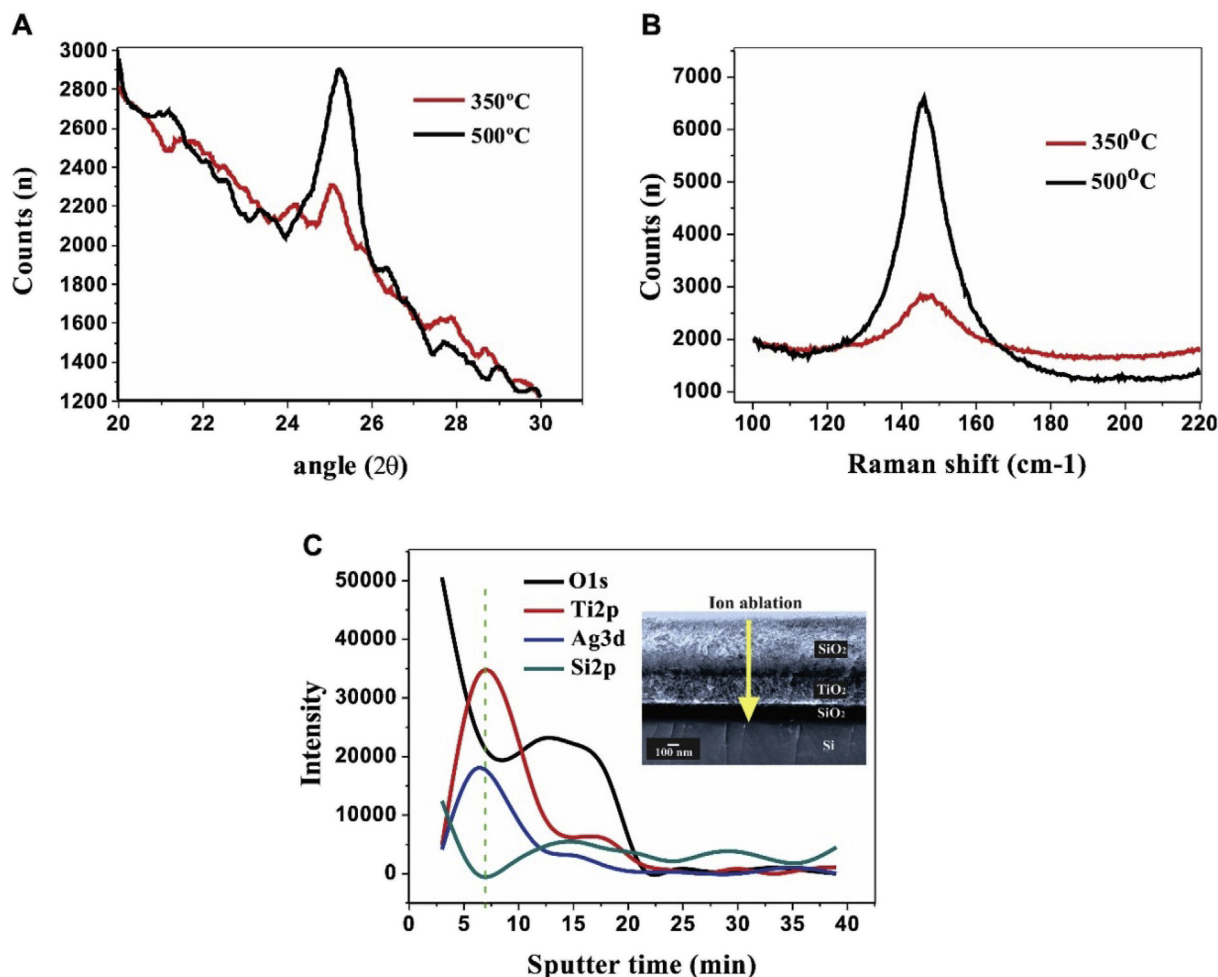 A
3000
2800
2600
2400
2200
2000
1800
1600
1400
1200
Counts (n)
350ºC
500ºC
20 22 24 26 28 30
angle (2θ)
B
7000
6000
5000
4000
3000
2000
1000
Counts (n)
350⁰C
500⁰C
100 120 140 160 180 200 220
Raman shift (cm-1)
C
50000
40000
30000
20000
10000
0
Intensity
O1s
Ti2p
Ag3d
Si2p
Ion ablation
SiO₂
TiO₂
SiO₂
Si
100 nm
0 5 10 15 20 25 30 35 40
Sputter time (min)